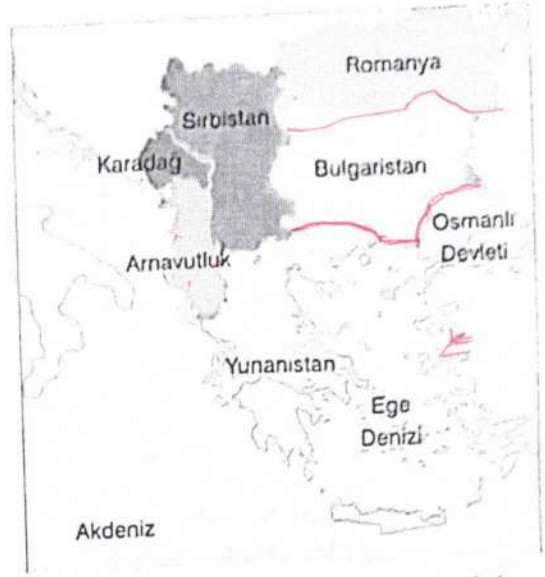 Romanya
Sırbistan
Karadağ
Bulgaristan
Osmanlı
Devleti
Arnavutluk
Yunanistan
Ege
Denizi
Akdeniz